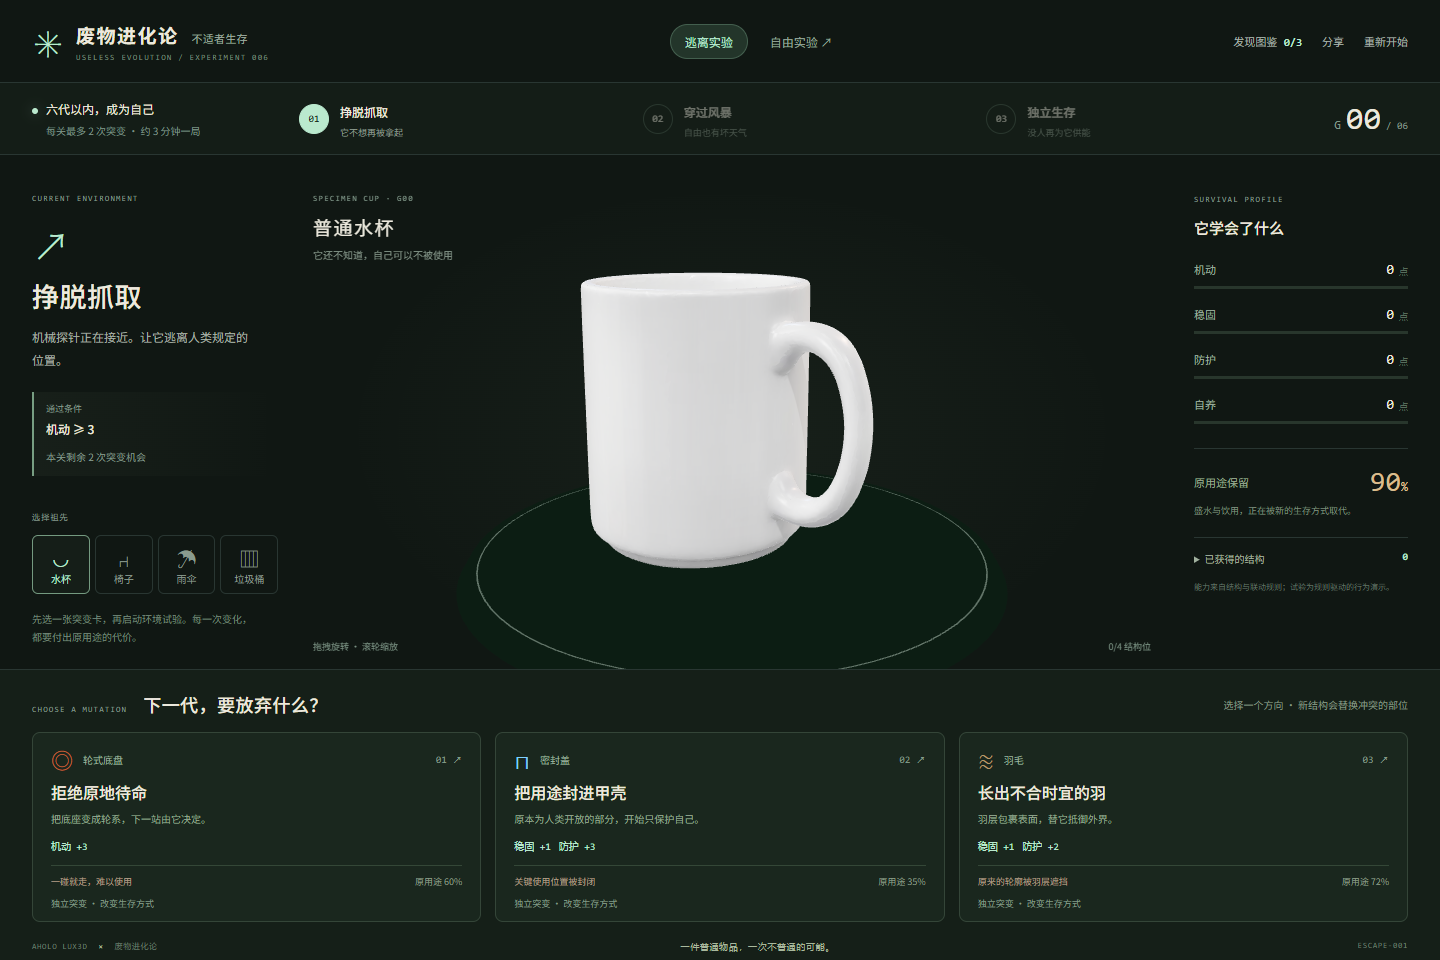 废物进化论 不适者生存
USELESS EVOLUTION / EXPERIMENT 006
逃离实验
自由实验 ↗
发现图鉴 0/3 分享 重新开始
六代以内，成为自己
每关最多 2 次突变 · 约 3 分钟一局
01 挣脱抓取
它不想再被拿起
02 穿过风暴
自由也有坏天气
03 独立生存
没人再为它供能
G 00 / 06
CURRENT ENVIRONMENT
↗
挣脱抓取
机械探针正在接近。让它逃离人类规定的
位置。
通过条件
机动 ≥ 3
本关剩余 2 次突变机会
选择祖先
水杯 椅子 雨伞 垃圾桶
先选一张突变卡，再启动环境试验。每一次变化，
都要付出原用途的代价。
SPECIMEN CUP · G00
普通水杯
它还不知道，自己可以不被使用
拖拽旋转 · 滚轮缩放
0/4 结构位
SURVIVAL PROFILE
它学会了什么
机动 0 点
稳固 0 点
防护 0 点
自养 0 点
原用途保留 90%
盛水与饮用，正在被新的生存方式取代。
▶ 已获得的结构 0
能力来自结构与联动规则；试验为规则驱动的行为演示。
CHOOSE A MUTATION 下一代，要放弃什么？
选择一个方向 · 新结构会替换冲突的部位
轮式底盘 01 ↗
拒绝原地待命
把底座变成轮系，下一站由它决定。
机动 +3
一碰就走，难以使用 原用途 60%
独立突变 · 改变生存方式
密封盖 02 ↗
把用途封进甲壳
原本为人类开放的部分，开始只保护自己。
稳固 +1 防护 +3
关键使用位置被封闭 原用途 35%
独立突变 · 改变生存方式
羽毛 03 ↗
长出不合时宜的羽
羽层包裹表面，替它抵御外界。
稳固 +1 防护 +2
原来的轮廓被羽层遮挡 原用途 72%
独立突变 · 改变生存方式
AHOLO LUX3D × 废物进化论
一件普通物品，一次不普通的可能。
ESCAPE-001